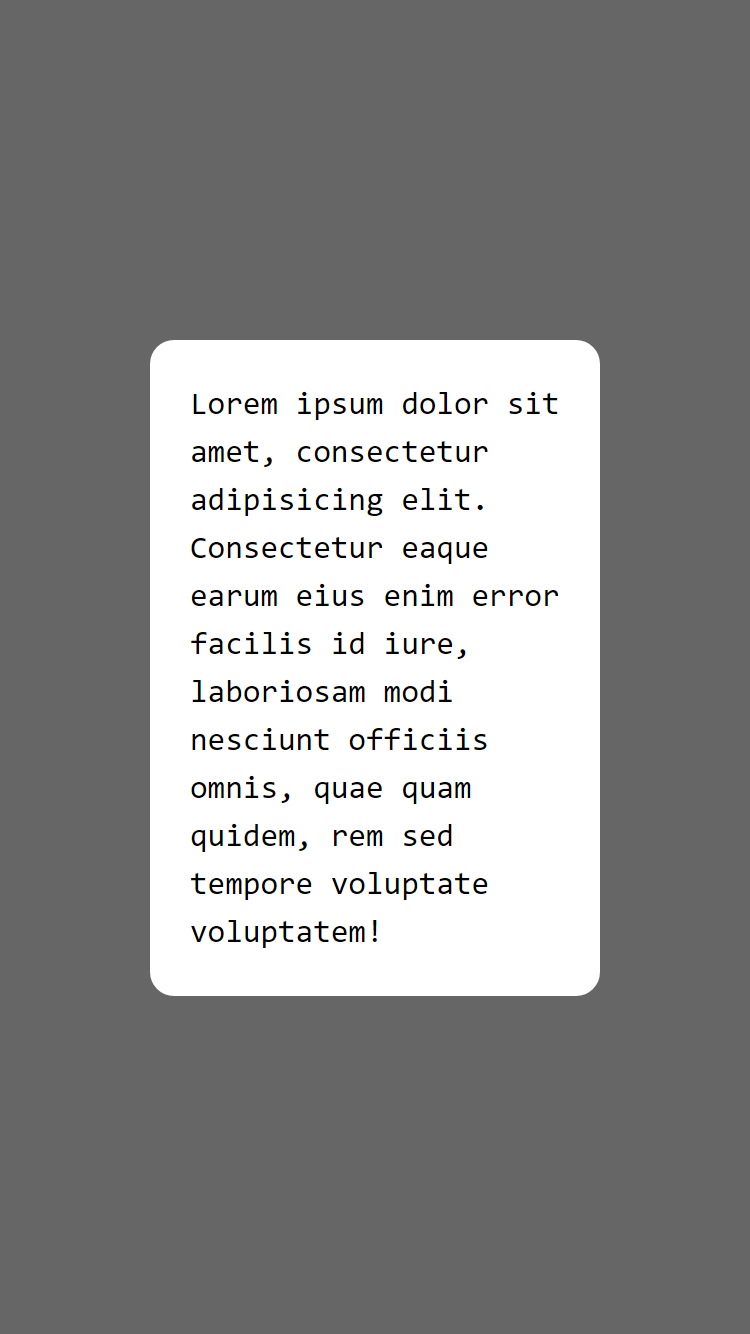 Lorem ipsum dolor sit
amet, consectetur
adipisicing elit.
Consectetur eaque
earum eius enim error
facilis id iure,
laboriosam modi
nesciunt officiis
omnis, quae quam
quidem, rem sed
tempore voluptate
voluptatem!